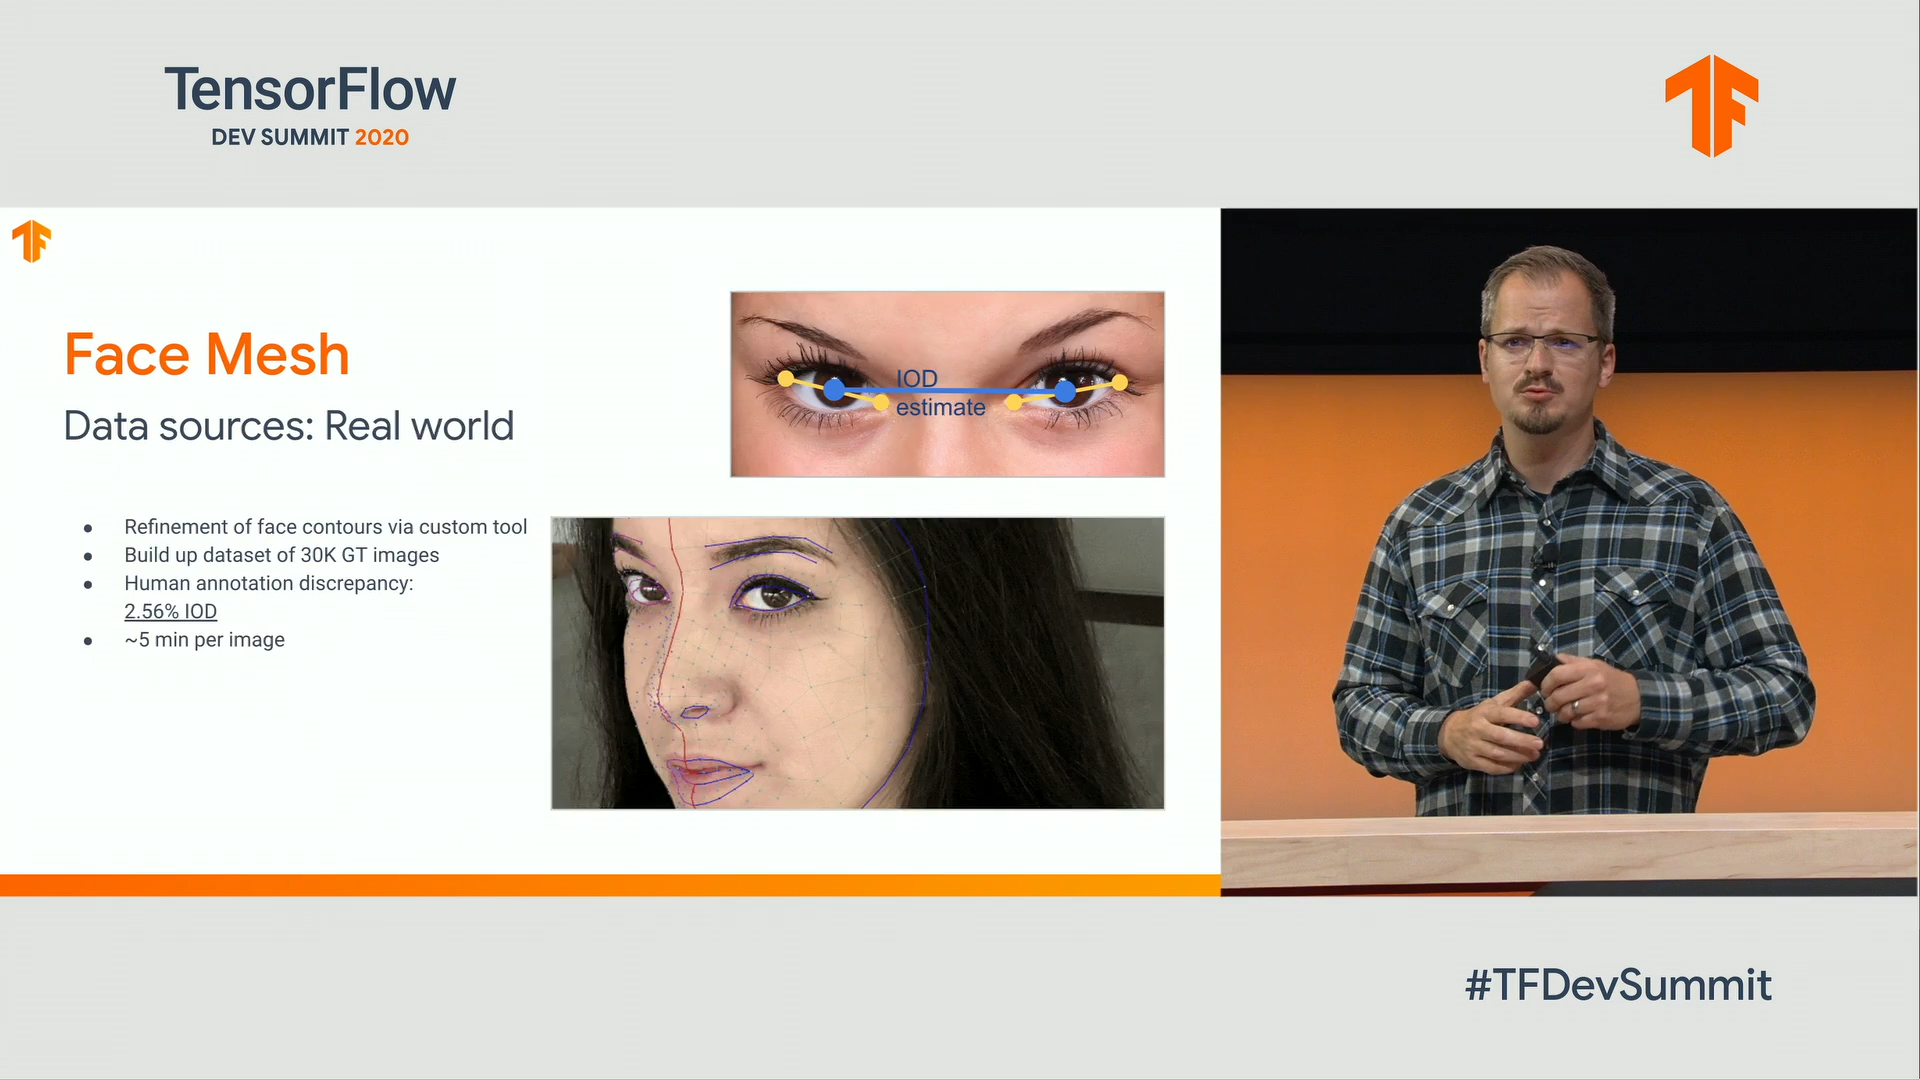 TensorFlow
DEV SUMMIT 2020
Face Mesh
Data sources: Real world
● Refinement of face contours via custom tool
● Build up dataset of 30K GT images
● Human annotation discrepancy:
2.56% IOD
● ~5 min per image
IOD
estimate
#TFDevSummit